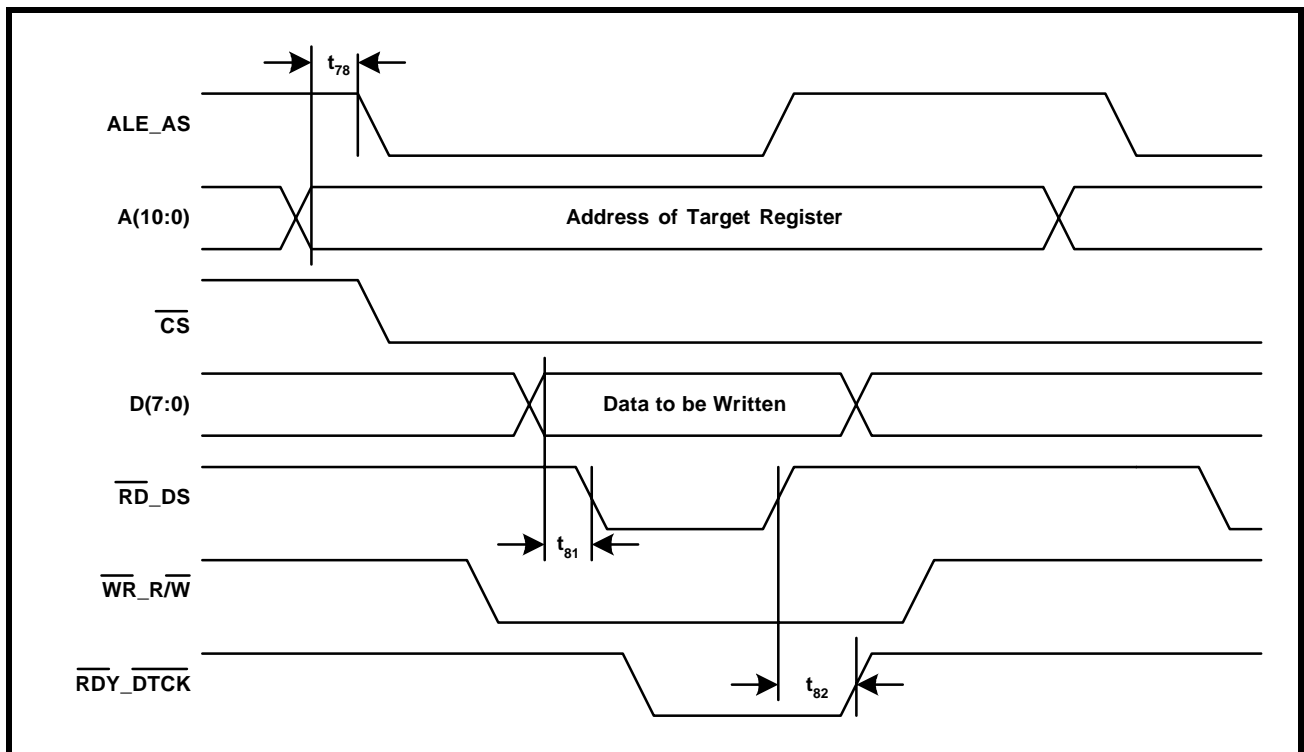 t78
ALE_AS
A(10:0)
Address of Target Register
CS
D(7:0)
Data to be Written
RD_DS
t81
WR_R/W
RDY_DTCK
t82